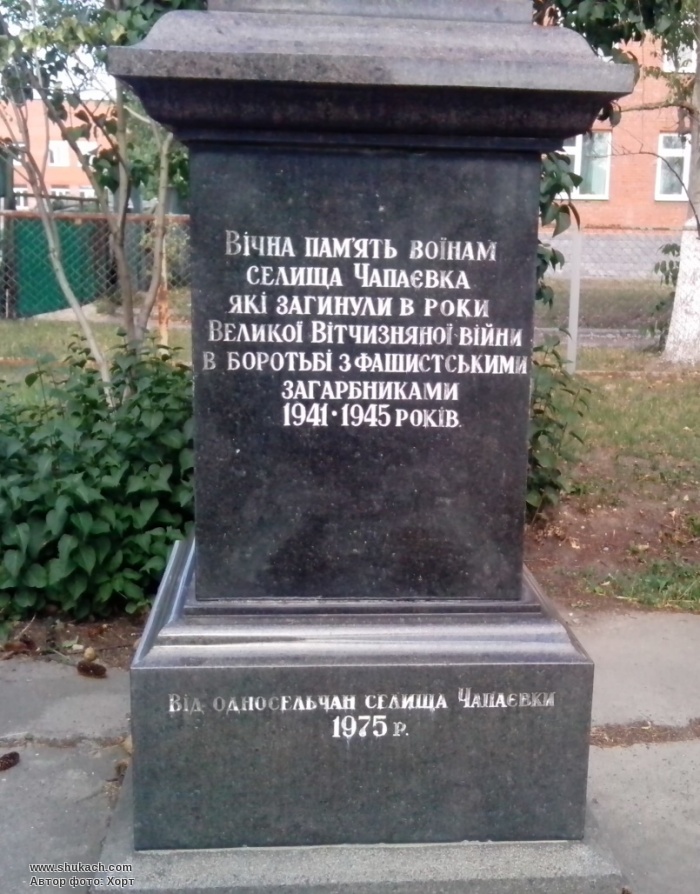 Вічна пам'ять воїнам
селища Чапаєвка
які загинули в роки
Великої Вітчизняної війни
в боротьбі з фашистськими
загарбниками
1941·1945 років.
Від односельчан селища Чапаєвки
1975 р.
www.shukach.com
Автор фото: Хорт